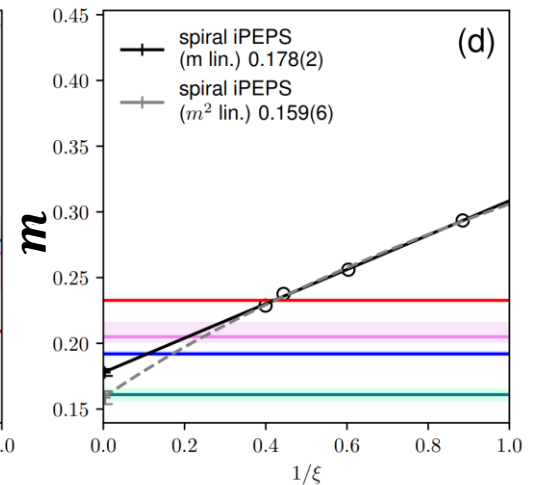 0.45
0.40
0.35
0.30
0.25
0.20
0.15
m
(d)
spiral iPEPS
(m lin.) 0.178(2)
spiral iPEPS
(m² lin.) 0.159(6)
.0
0.0 0.2 0.4 0.6 0.8 1.0
1/ξ